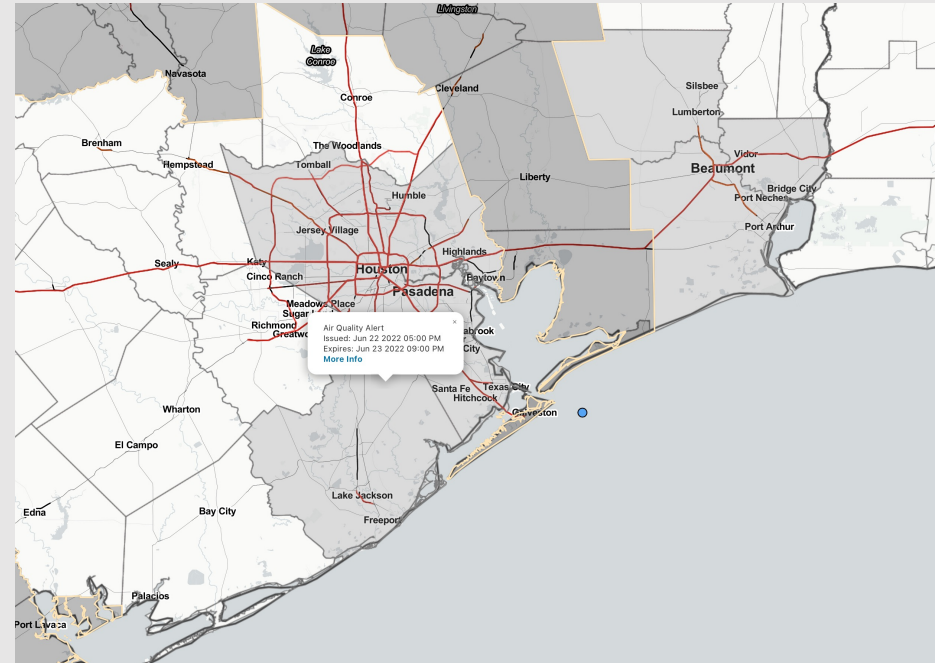 Livingston
Lake
Conroe
Navasota
Cleveland
Conroe
Silsbee
Lumberton
Brenham
The Woodlands
Vidor
Hempstead
Tomball
Beaumont
Liberty
Bridge City
Humble
Port Neches
Port Arthur
Jersey Village
Highlands
Sealy
Katy
Houston
Cinco Ranch
Baytown
Pasadena
Meadows Place
Richmond
Air Quality Alert
×
Issued: Jun 22 2022 05:00 PM
Expires: Jun 23 2022 09:00 PM
More Info
City
Santa Fe
Texas City
Hitchcock
Galveston
Wharton
El Campo
Lake Jackson
Edna
Bay City
Freeport
Palacios
Port Lavaca